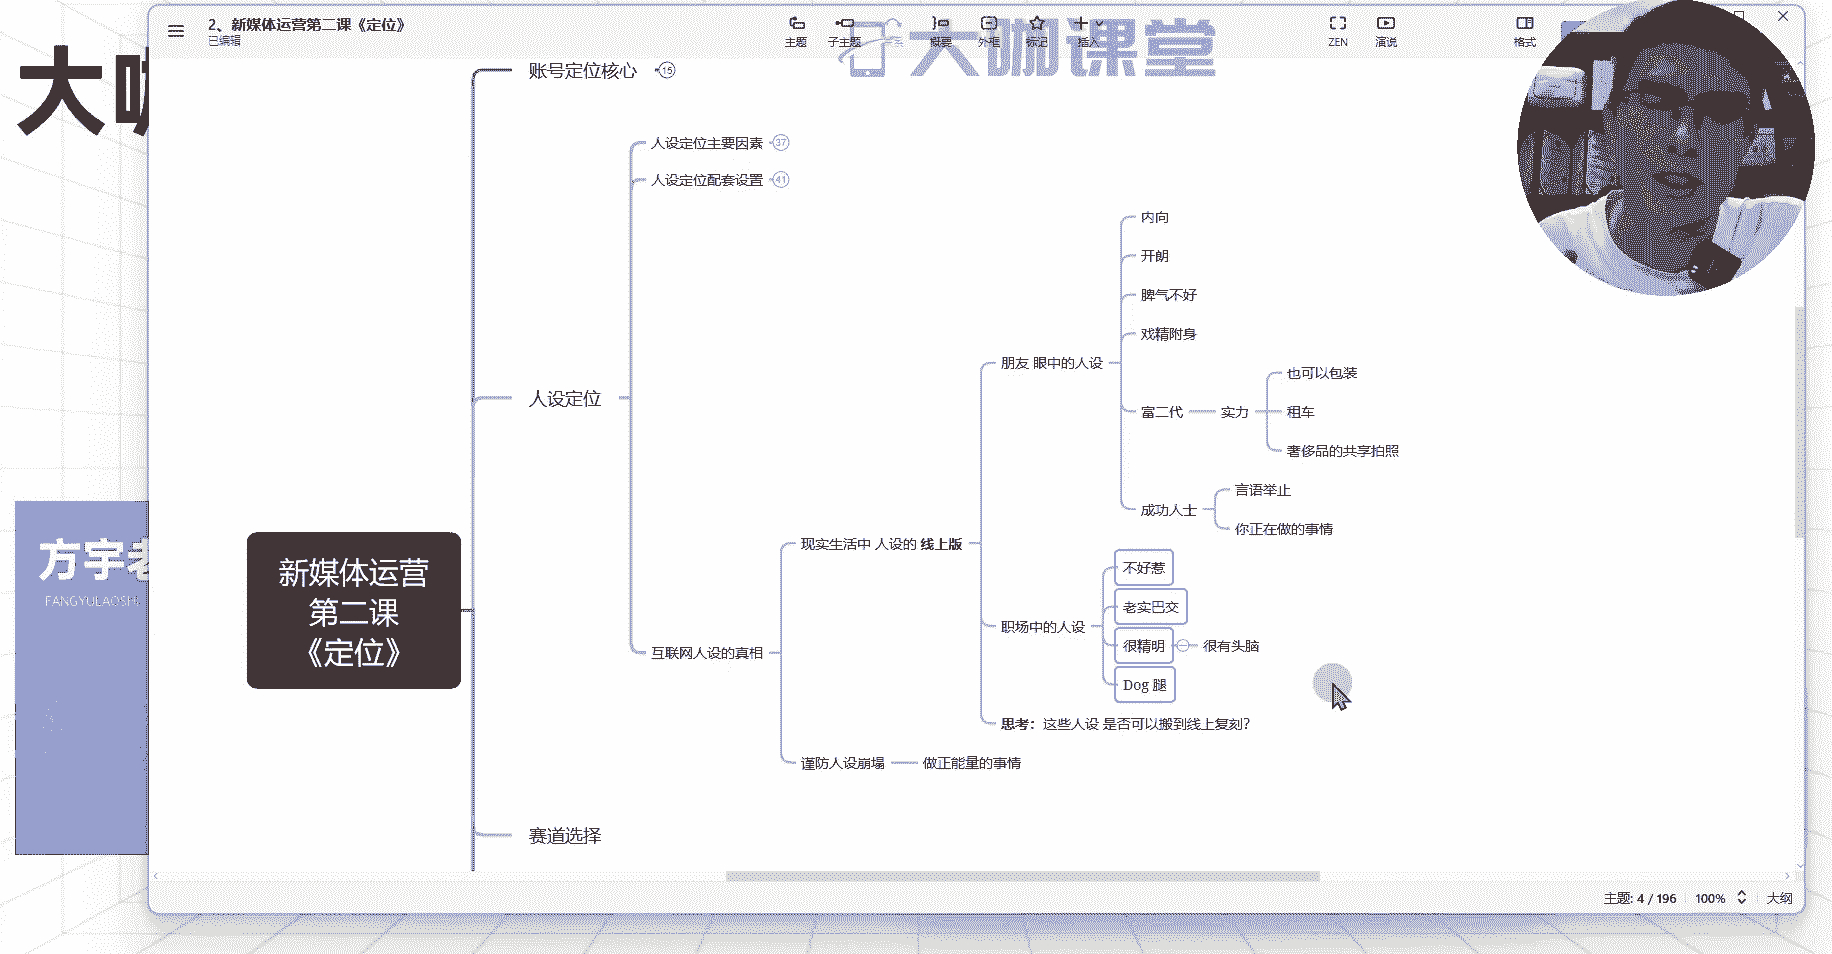 2、新媒体运营第二课《定位》
已编辑
主题
子主题
概要
外框
标记
插入
ZEN
演说
格式
大咖课堂
大
方宇老
FANGYULAOSHI
账号定位核心 15
人设定位主要因素 37
人设定位配套设置 41
内向
开朗
脾气不好
戏精附身
朋友 眼中的人设
也可以包装
富二代 实力 租车
奢侈品的共享拍照
人设定位
言语举止
成功人士
你正在做的事情
现实生活中 人设的 线上版
不好惹
老实巴交
职场中的人设
很精明 很有头脑
Dog 腿
新媒体运营
第二课
《定位》
互联网人设的真相
思考：这些人设 是否可以搬到线上复刻？
谨防人设崩塌 做正能量的事情
赛道选择
主题: 4 / 196 100% 大纲